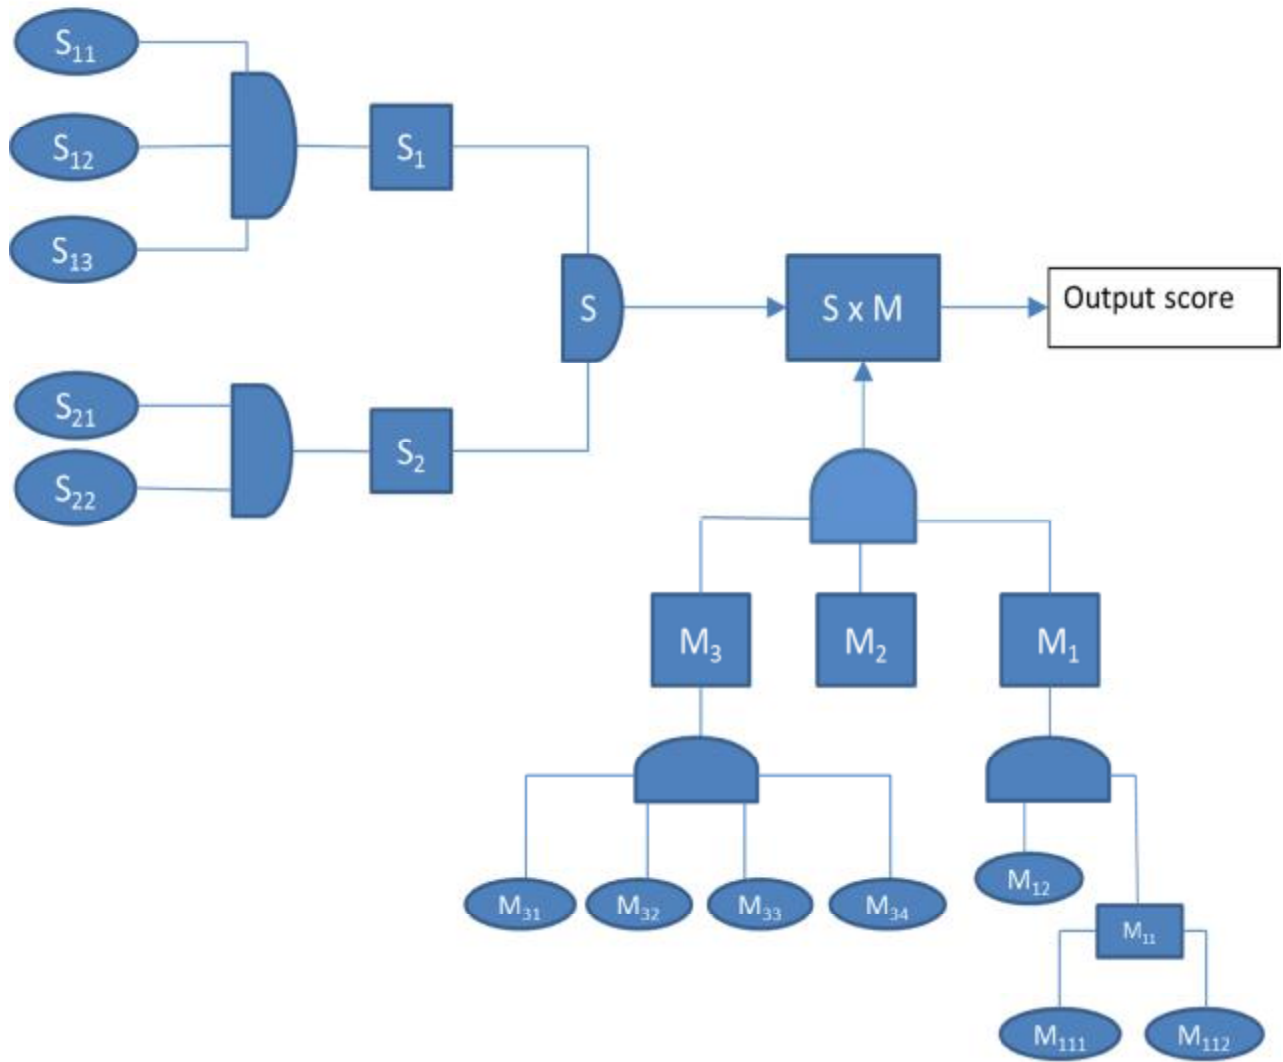 S₁₁
S₁₂
S₁₃
S₁
S₂₁
S₂₂
S₂
S
S x M
Output score
M₃
M₂
M₁
M₃₁
M₃₂
M₃₃
M₃₄
M₁₂
M₁₁
M₁₁₁
M₁₁₂